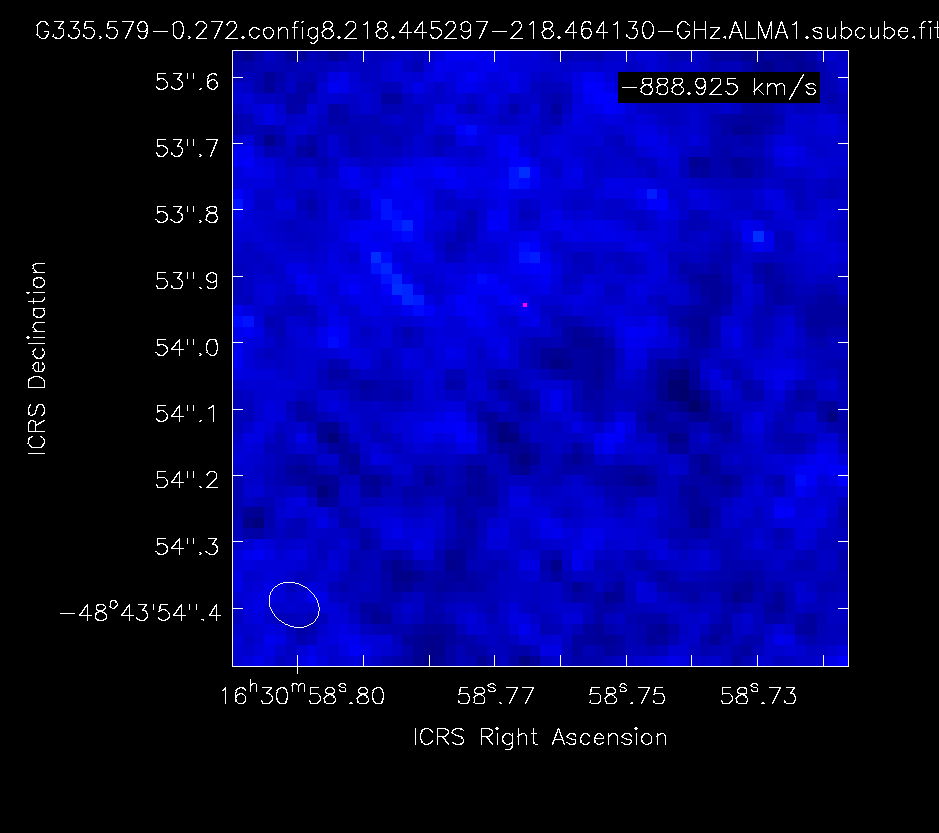 G335.579-0.272.config8.218.445297-218.464130-GHz.ALMA1.subcube.fit
-888.925 km/s
53".6
53".7
53".8
53".9
54".0
54".1
54".2
54".3
-48°43'54".4
ICRS Declination
16h30m58s.80
58s.77
58s.75
58s.73
ICRS Right Ascension